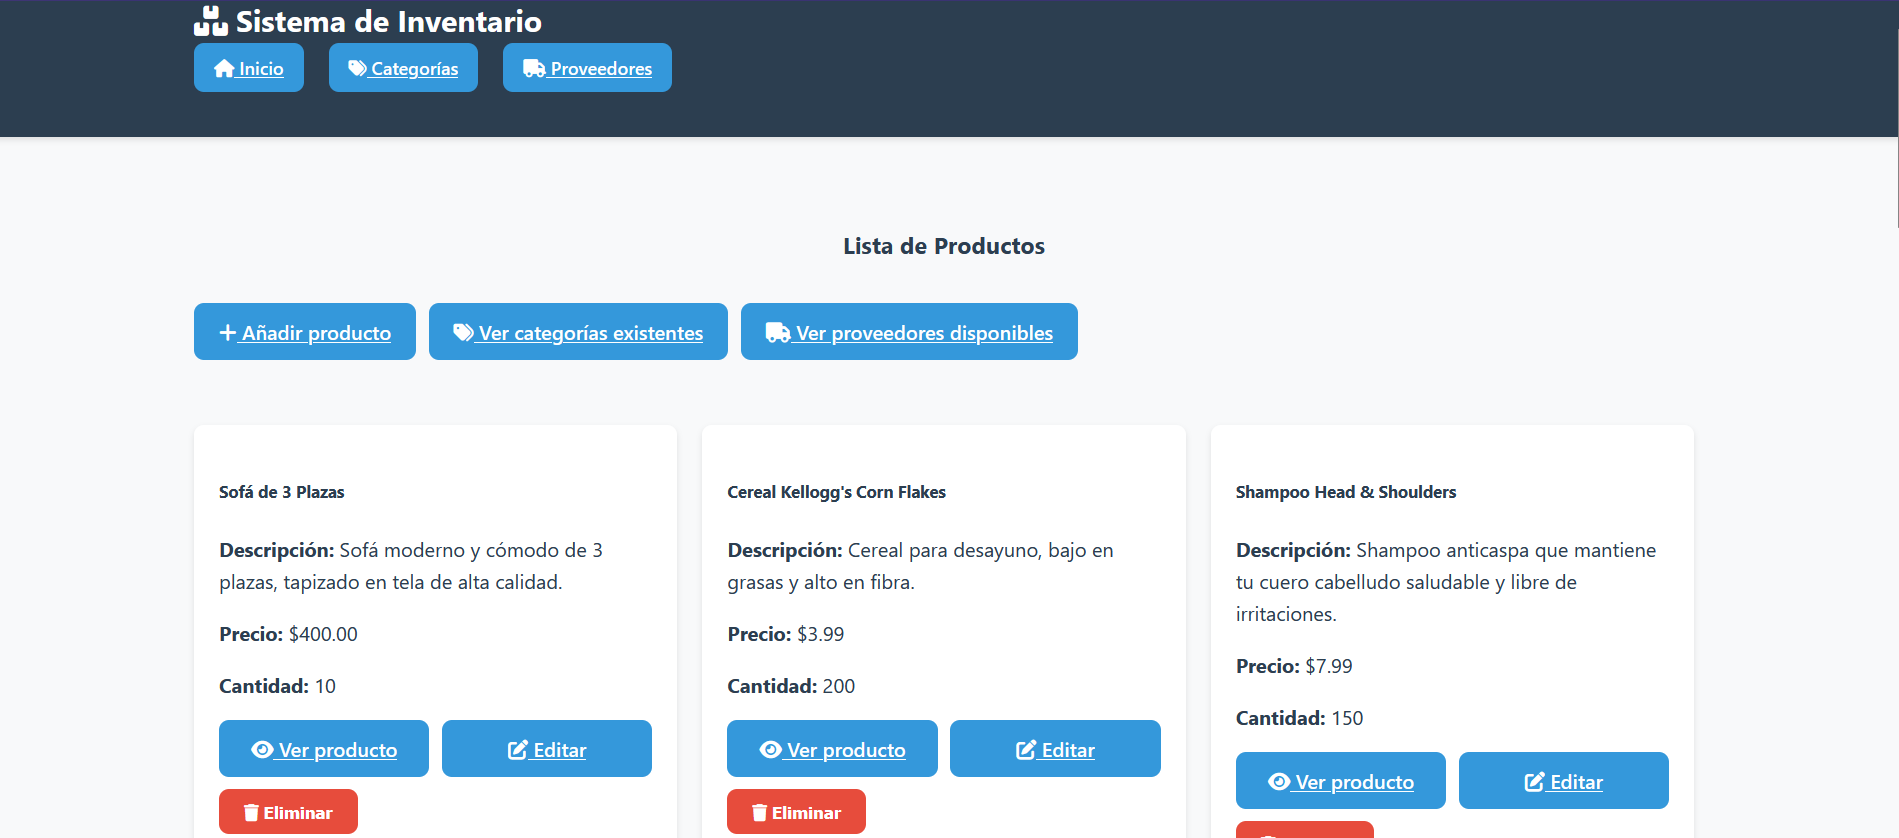 Sistema de Inventario
Inicio
Categorías
Proveedores
Lista de Productos
Añadir producto
Ver categorías existentes
Ver proveedores disponibles
Sofá de 3 Plazas
Descripción: Sofá moderno y cómodo de 3
plazas, tapizado en tela de alta calidad.
Precio: $400.00
Cantidad: 10
Ver producto
Editar
Eliminar
Cereal Kellogg's Corn Flakes
Descripción: Cereal para desayuno, bajo en
grasas y alto en fibra.
Precio: $3.99
Cantidad: 200
Ver producto
Editar
Eliminar
Shampoo Head & Shoulders
Descripción: Shampoo anticaspa que mantiene
tu cuero cabelludo saludable y libre de
irritaciones.
Precio: $7.99
Cantidad: 150
Ver producto
Editar